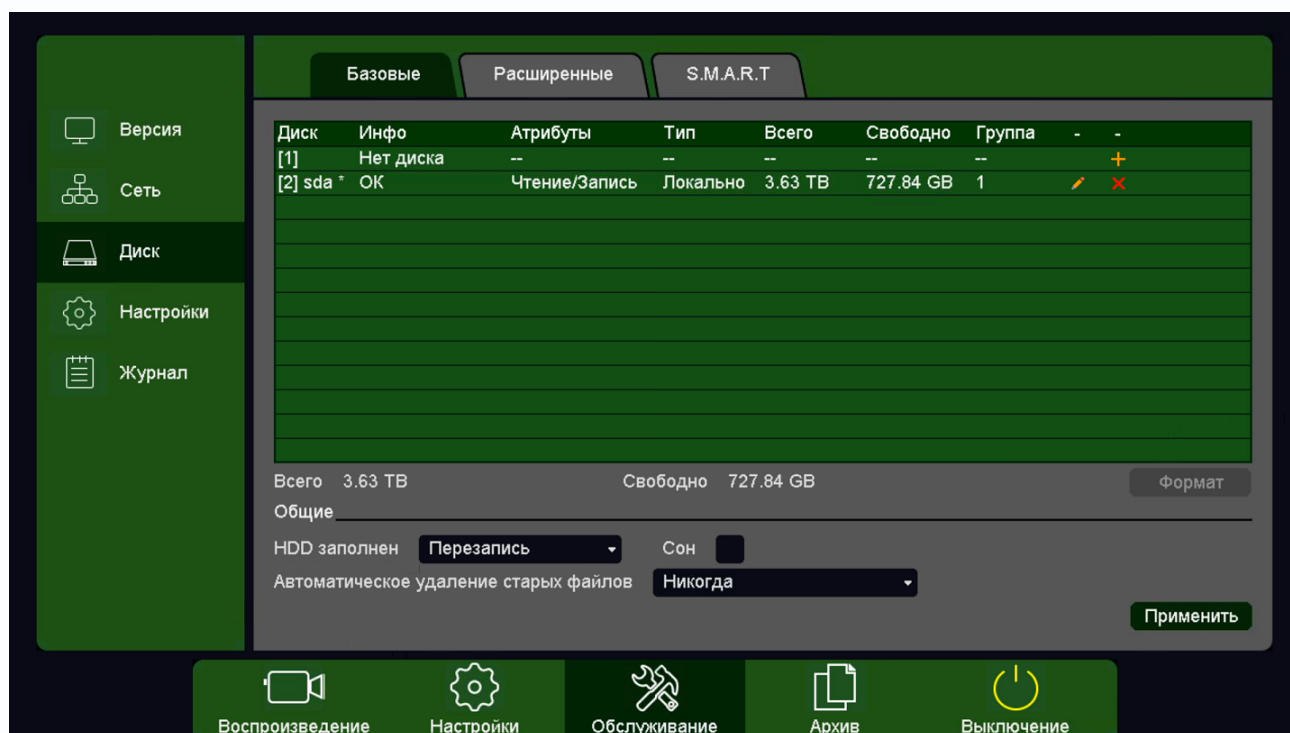 Базовые Расширенные S.M.A.R.T
Версия
Сеть
Диск
Настройки
Журнал
Диск Инфо Атрибуты Тип Всего Свободно Группа - -
[1] Нет диска -- -- -- -- --
[2] sda * OK Чтение/Запись Локально 3.63 TB 727.84 GB 1
Всего 3.63 TB Свободно 727.84 GB Формат
Общие
HDD заполнен Перезапись Сон
Автоматическое удаление старых файлов Никогда
Применить
Воспроизведение Настройки Обслуживание Архив Выключение